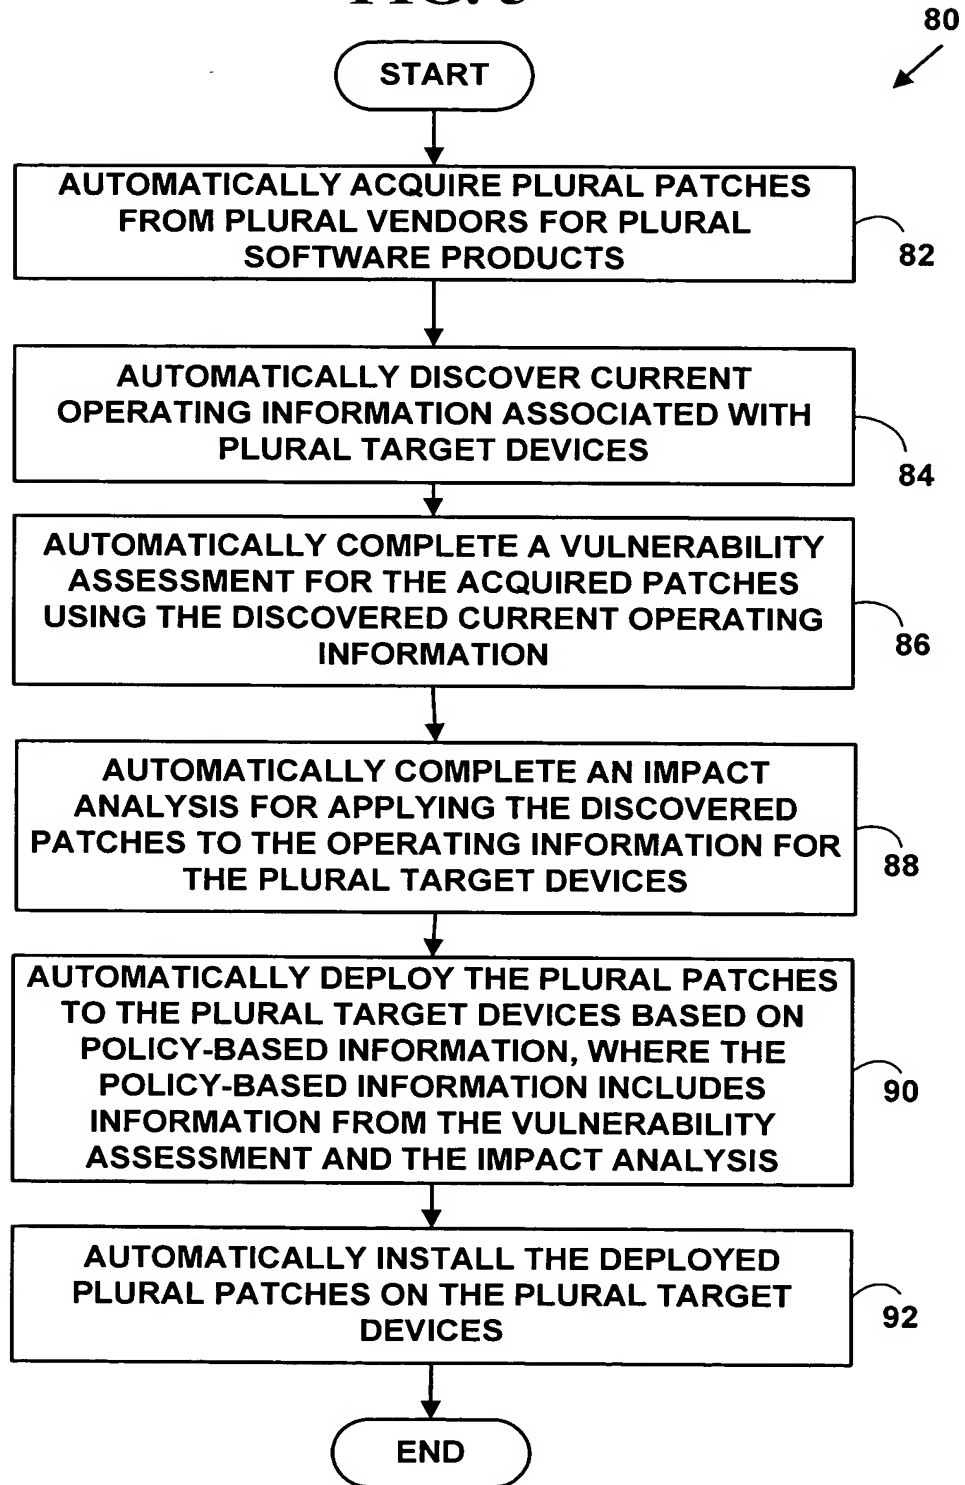 80
START
AUTOMATICALLY ACQUIRE PLURAL PATCHES
FROM PLURAL VENDORS FOR PLURAL
SOFTWARE PRODUCTS
82
AUTOMATICALLY DISCOVER CURRENT
OPERATING INFORMATION ASSOCIATED WITH
PLURAL TARGET DEVICES
84
AUTOMATICALLY COMPLETE A VULNERABILITY
ASSESSMENT FOR THE ACQUIRED PATCHES
USING THE DISCOVERED CURRENT OPERATING
INFORMATION
86
AUTOMATICALLY COMPLETE AN IMPACT
ANALYSIS FOR APPLYING THE DISCOVERED
PATCHES TO THE OPERATING INFORMATION FOR
THE PLURAL TARGET DEVICES
88
AUTOMATICALLY DEPLOY THE PLURAL PATCHES
TO THE PLURAL TARGET DEVICES BASED ON
POLICY-BASED INFORMATION, WHERE THE
POLICY-BASED INFORMATION INCLUDES
INFORMATION FROM THE VULNERABILITY
ASSESSMENT AND THE IMPACT ANALYSIS
90
AUTOMATICALLY INSTALL THE DEPLOYED
PLURAL PATCHES ON THE PLURAL TARGET
DEVICES
92
END